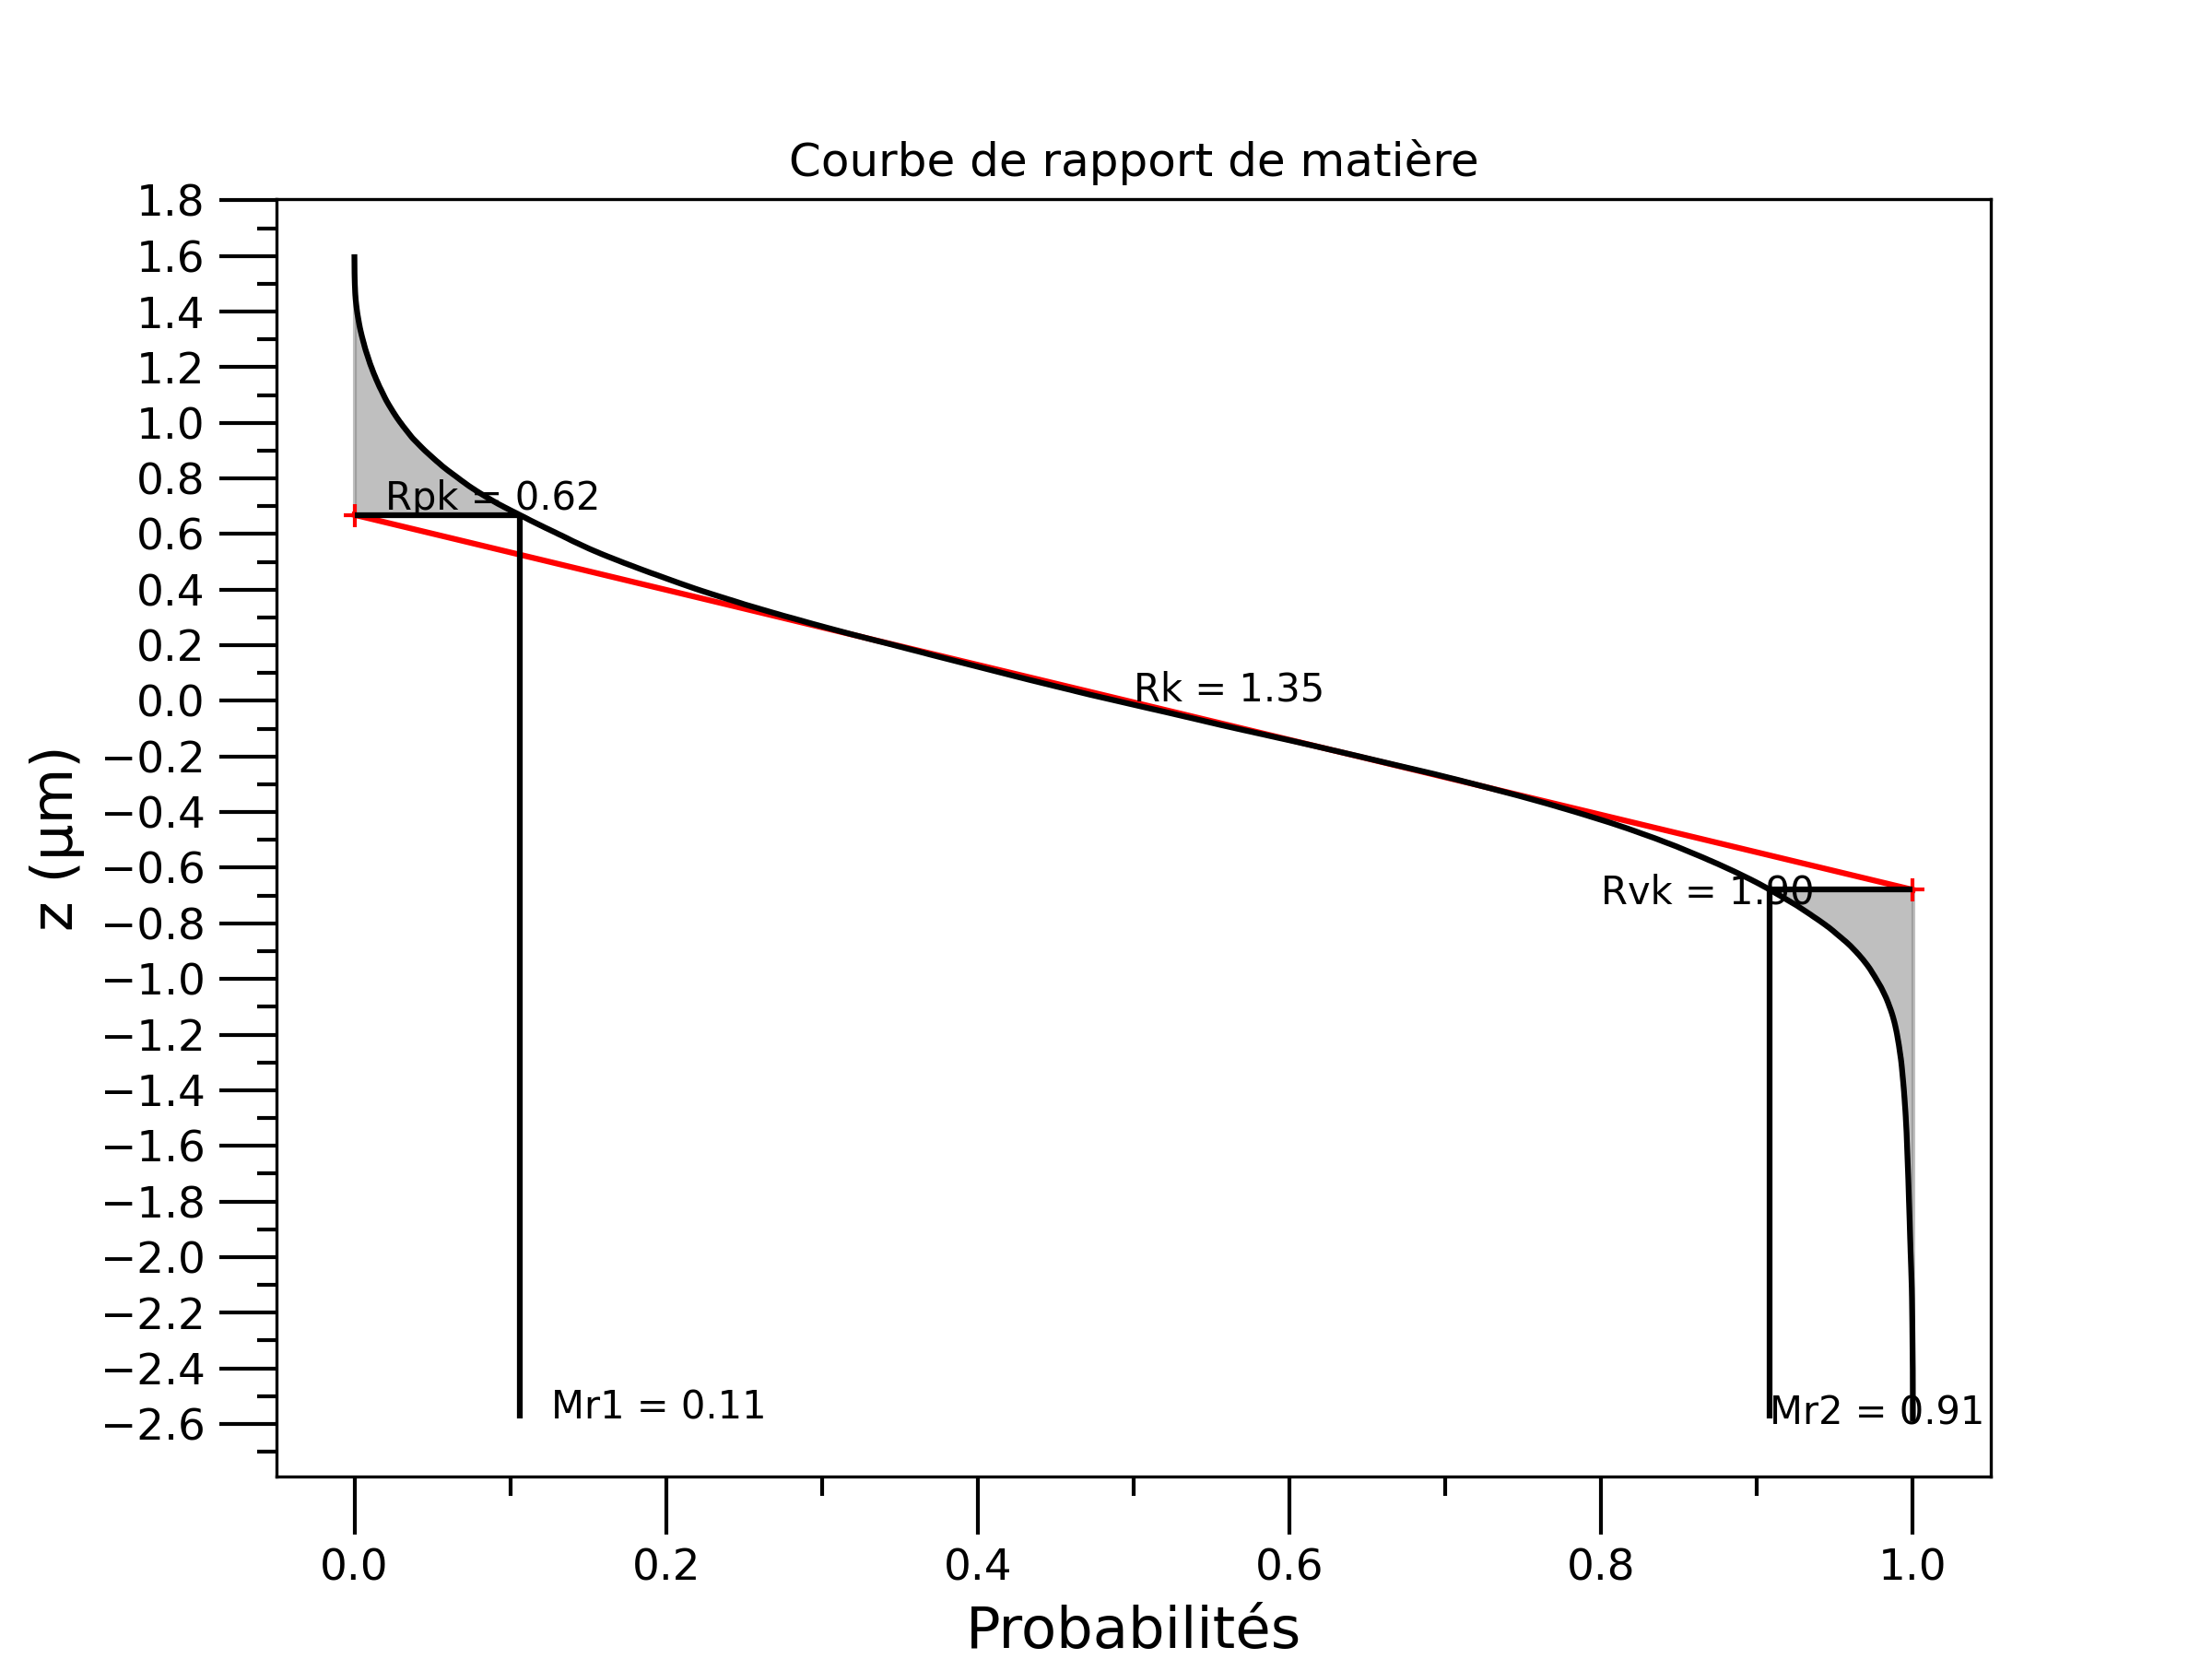 Courbe de rapport de matière
1.8
1.6
1.4
1.2
1.0
0.8
0.6
0.4
0.2
0.0
−0.2
−0.4
−0.6
−0.8
−1.0
−1.2
−1.4
−1.6
−1.8
−2.0
−2.2
−2.4
−2.6
z (µm)
Rpk = 0.62
Rk = 1.35
Rvk = 1.90
Mr1 = 0.11
Mr2 = 0.91
0.0 0.2 0.4 0.6 0.8 1.0
Probabilités